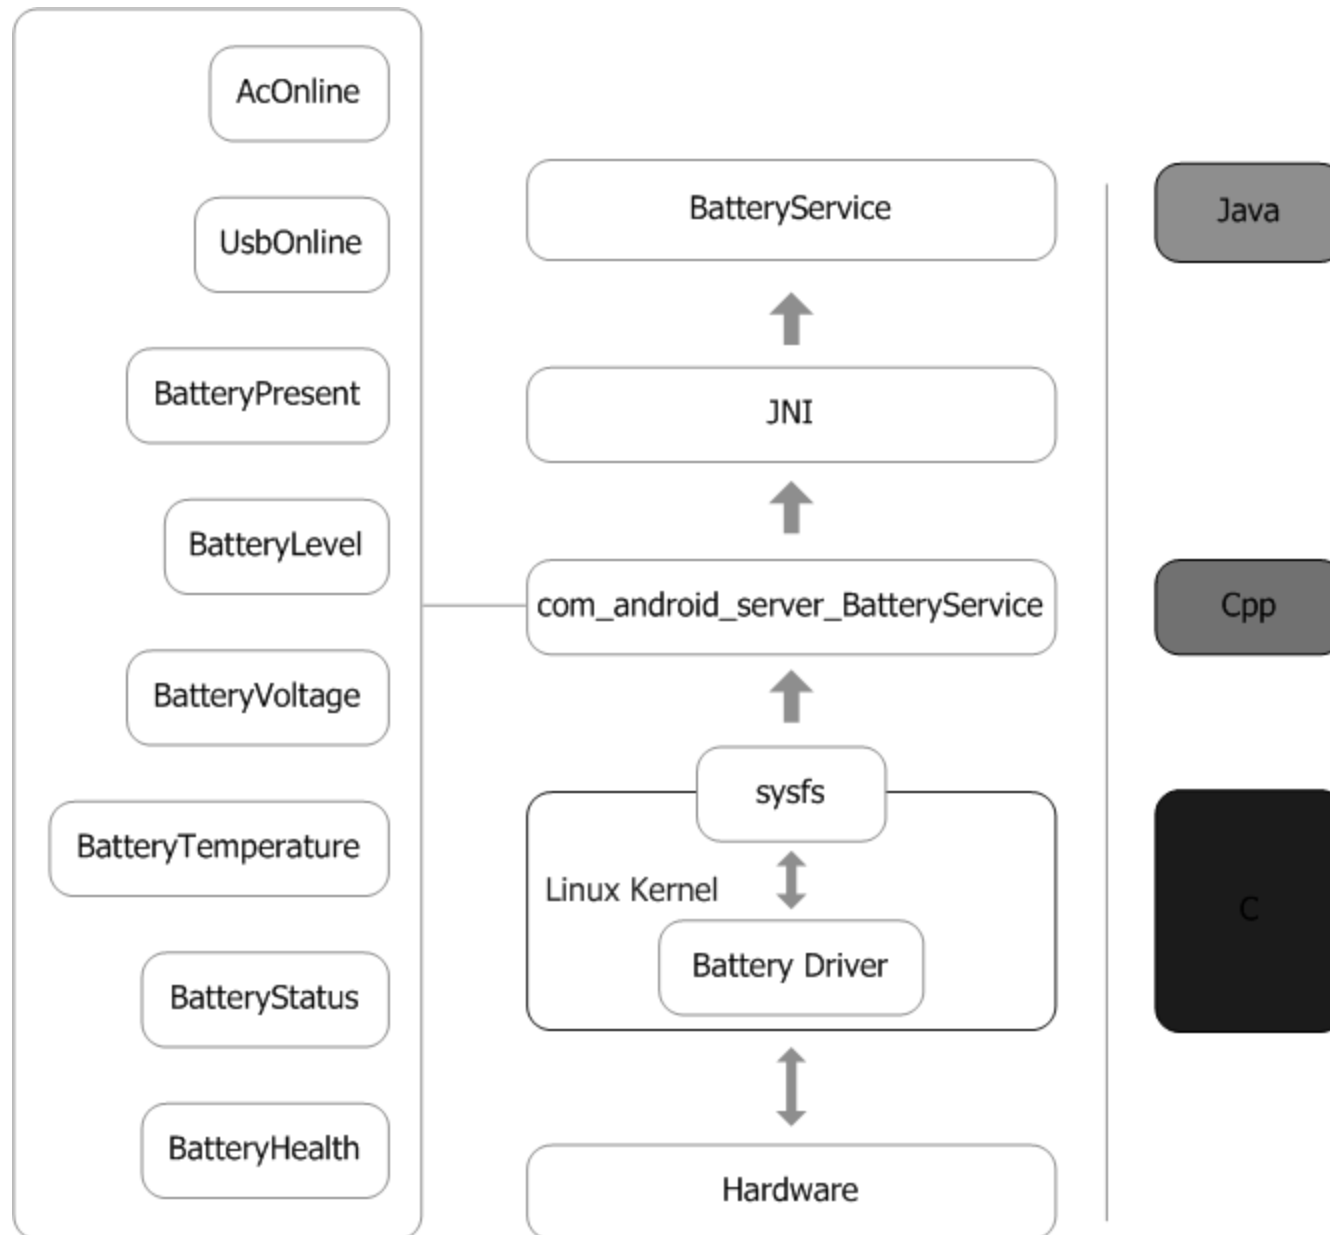 AcOnline
UsbOnline
BatteryPresent
BatteryLevel
BatteryVoltage
BatteryTemperature
BatteryStatus
BatteryHealth
BatteryService
JNI
com_android_server_BatteryService
sysfs
Linux Kernel
Battery Driver
Hardware
Java
Cpp
C